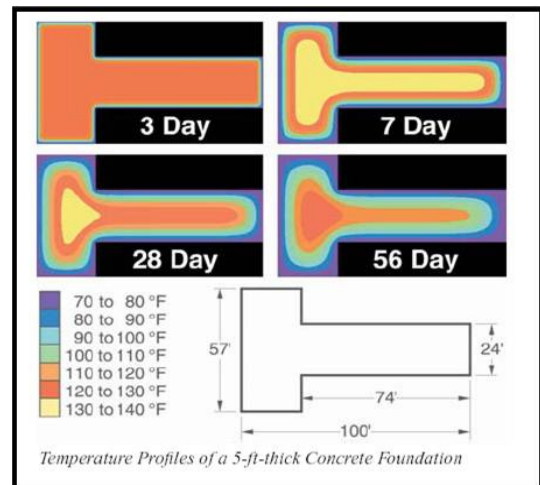 3 Day
7 Day
28 Day
56 Day
70 to 80 °F
80 to 90 °F
90 to 100 °F
100 to 110 °F
110 to 120 °F
120 to 130 °F
130 to 140 °F
57'
24'
74'
100'
Temperature Profiles of a 5-ft-thick Concrete Foundation